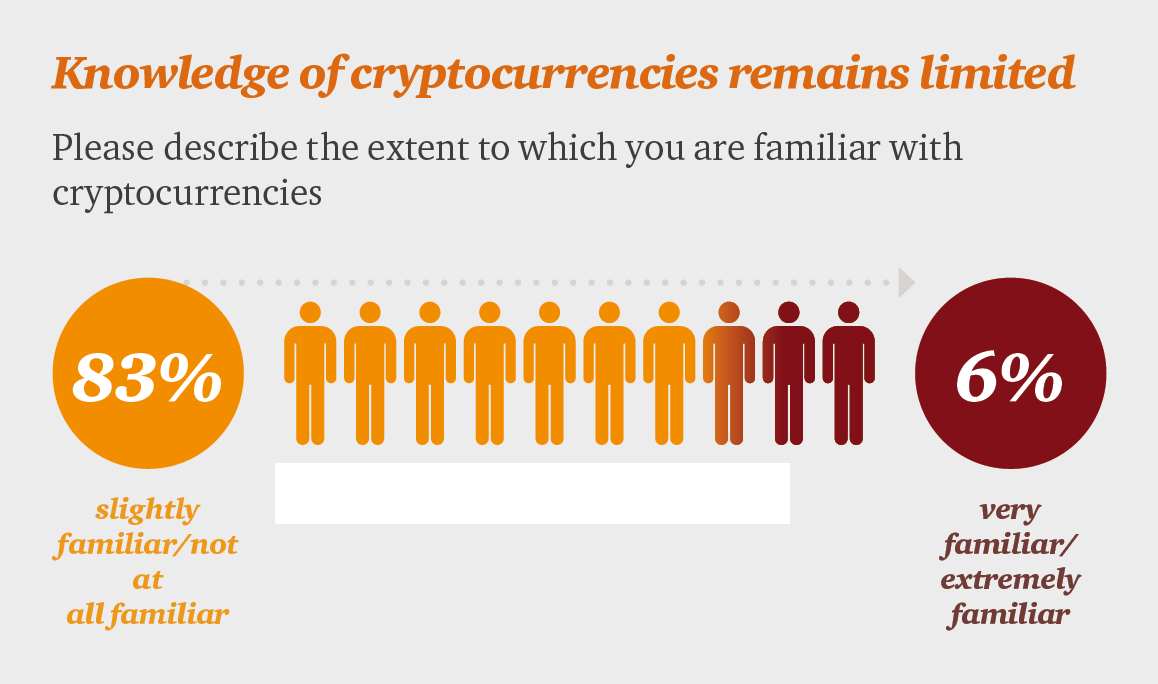 Knowledge of cryptocurrencies remains limited
Please describe the extent to which you are familiar with
cryptocurrencies
83%
slightly
familiar/not
at
all familiar
6%
very
familiar/
extremely
familiar